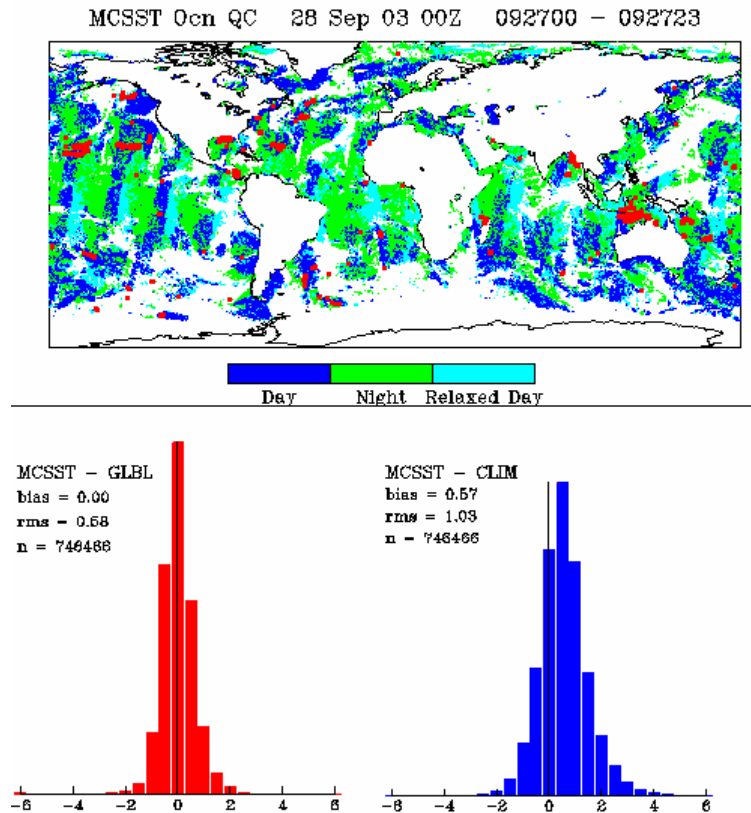 MCSST Ocn QC 28 Sep 03 00Z 092700 - 092723
Day Night Relaxed Day
MCSST - GLBL
bias = 0.00
rms = 0.58
n = 746466
-6 -4 -2 0 2 4 6
MCSST - CLIM
bias = 0.57
rms = 1.03
n = 746466
-6 -4 -2 0 2 4 6